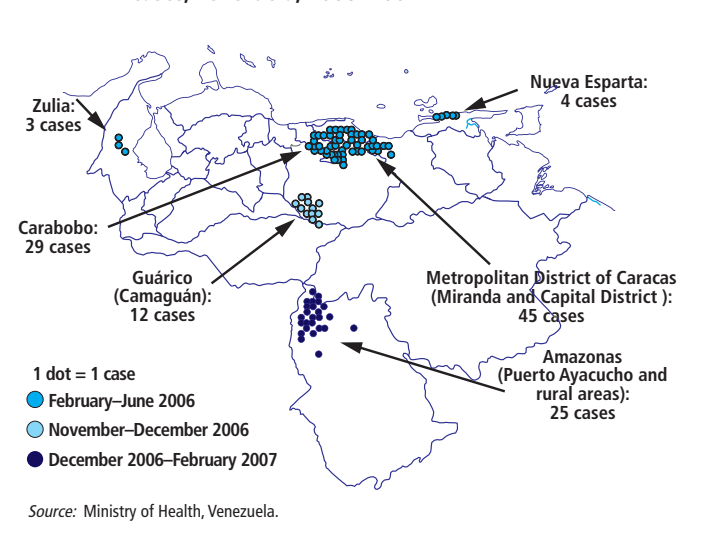 Nueva Esparta:
4 cases
Zulia:
3 cases
Carabobo:
29 cases
Guárico
(Camaguán):
12 cases
Metropolitan District of Caracas
(Miranda and Capital District ):
45 cases
Amazonas
(Puerto Ayacucho and
rural areas):
25 cases
1 dot = 1 case
February–June 2006
November–December 2006
December 2006–February 2007
Source: Ministry of Health, Venezuela.